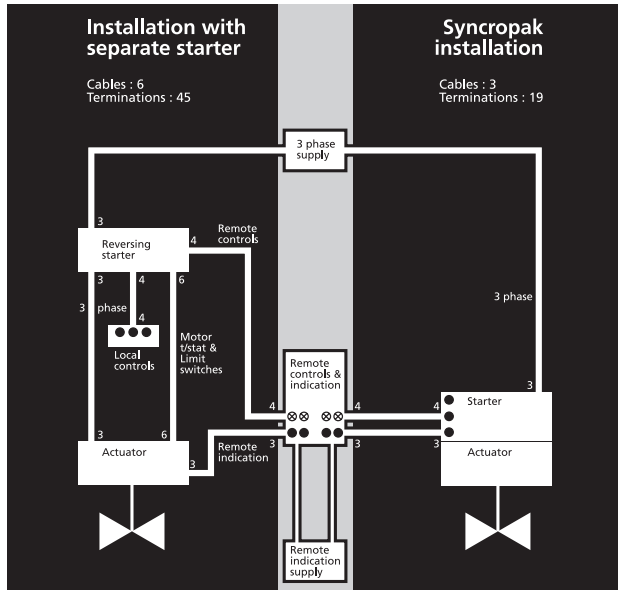 Installation with
separate starter
Cables : 6
Terminations : 45
Syncropak
installation
Cables : 3
Terminations : 19
3 phase
supply
3
Reversing
starter
4
Remote
controls
3
4
6
3 phase
4
Local
controls
Motor
t/stat &
Limit
switches
3 phase
Remote
controls &
indication
3
4
4
4
Starter
3
6
Actuator
3
Remote
indication
3
3
3
Actuator
Remote
indication
supply